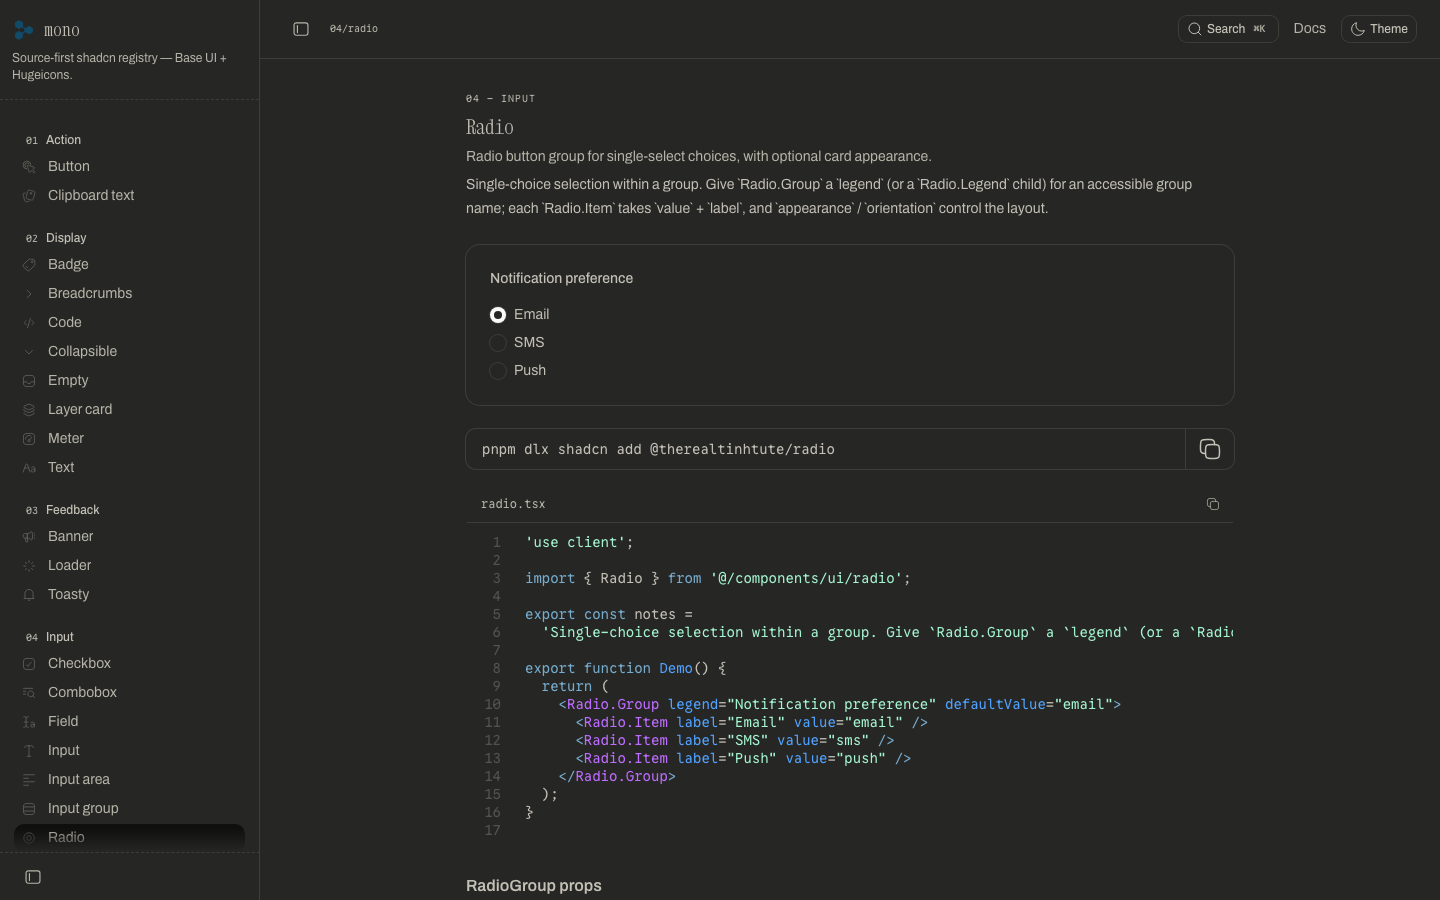 mono
Source-first shadcn registry — Base UI +
Hugeicons.
01 Action
Button
Clipboard text
02 Display
Badge
Breadcrumbs
Code
Collapsible
Empty
Layer card
Meter
Aa Text
03 Feedback
Banner
Loader
Toasty
04 Input
Checkbox
Combobox
Field
Input
Input area
Input group
Radio
04/radio
Search ⌘K
Docs
Theme
04 — INPUT
Radio
Radio button group for single-select choices, with optional card appearance.
Single-choice selection within a group. Give `Radio.Group` a `legend` (or a `Radio.Legend` child) for an accessible group
name; each `Radio.Item` takes `value` + `label`, and `appearance` / `orientation` control the layout.
Notification preference
Email
SMS
Push
pnpm dlx shadcn add @therealtinhtute/radio
radio.tsx
1 'use client';
2
3 import { Radio } from '@/components/ui/radio';
4
5 export const notes =
6 'Single-choice selection within a group. Give `Radio.Group` a `legend` (or a `Radio
7
8 export function Demo() {
9 return (
10 <Radio.Group legend="Notification preference" defaultValue="email">
11 <Radio.Item label="Email" value="email" />
12 <Radio.Item label="SMS" value="sms" />
13 <Radio.Item label="Push" value="push" />
14 </Radio.Group>
15 );
16 }
17
RadioGroup props